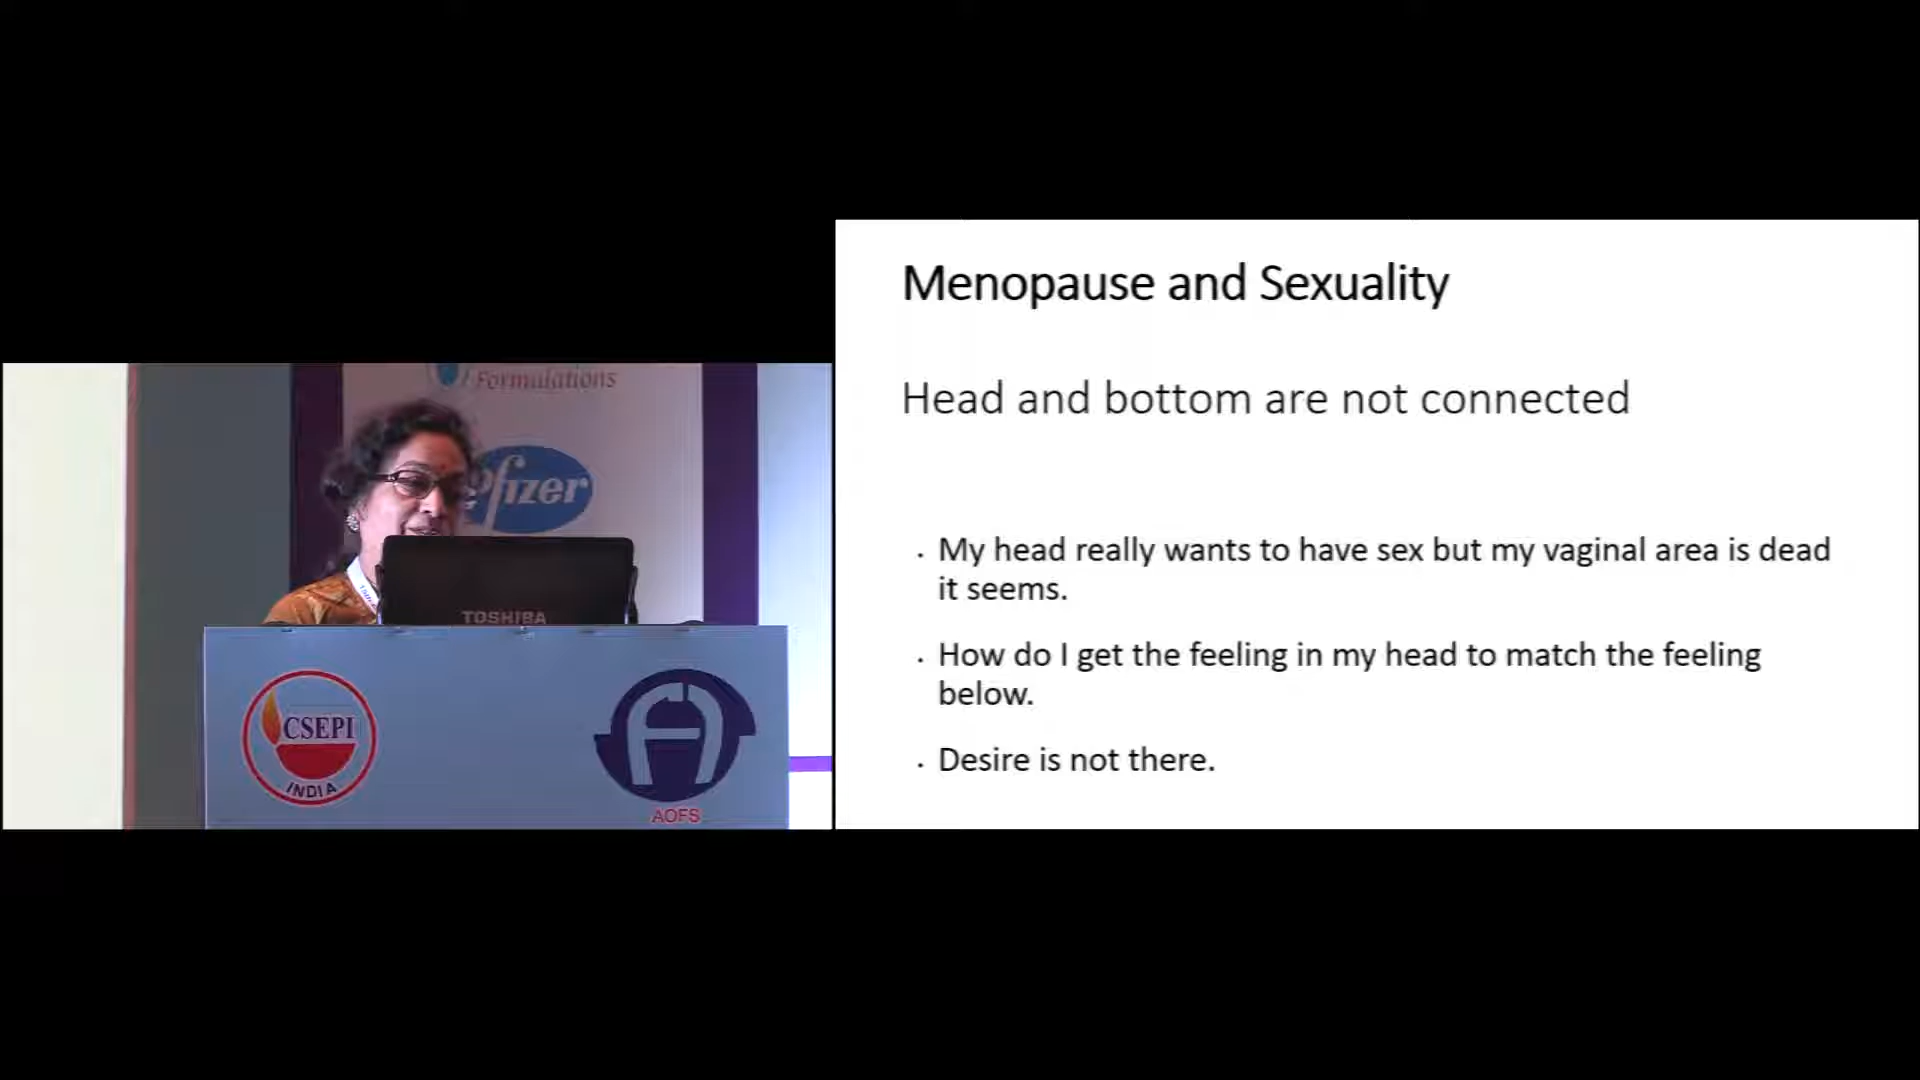 Formulations
Pfizer
TOSHIBA
CSEPI
INDIA
AOFS
Menopause and Sexuality
Head and bottom are not connected
. My head really wants to have sex but my vaginal area is dead
it seems.
. How do I get the feeling in my head to match the feeling
below.
. Desire is not there.